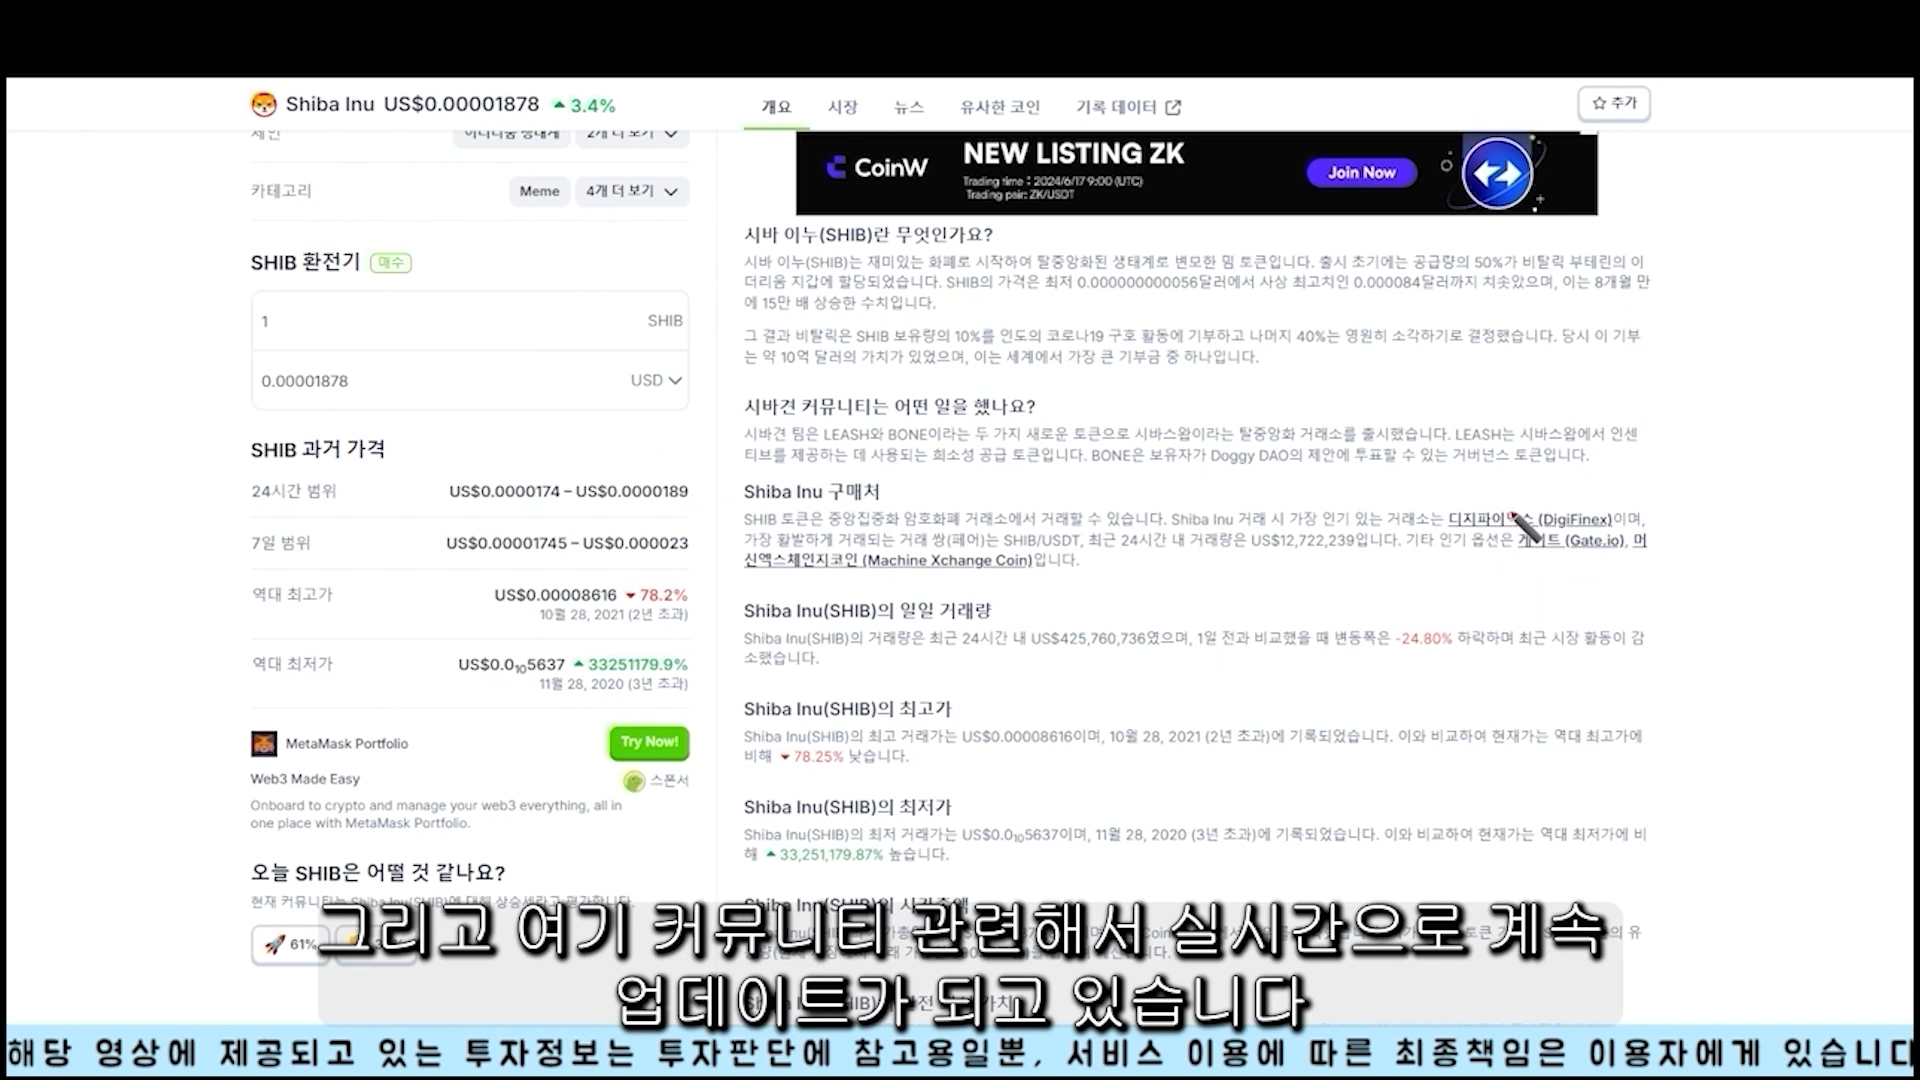 Shiba Inu US$0.00001878 3.4%
개요 시장 뉴스 유사한 코인 기록 데이터
추가
체인 이더리움 생태계 2개 더 보기
카테고리 Meme 4개 더 보기
SHIB 환전기 매수
1 SHIB
0.00001878 USD
SHIB 과거 가격
24시간 범위 US$0.0000174 – US$0.0000189
7일 범위 US$0.00001745 – US$0.000023
역대 최고가 US$0.00008616 78.2%
10월 28, 2021 (2년 초과)
역대 최저가 US$0.0₁₀5637 33251179.9%
11월 28, 2020 (3년 초과)
MetaMask Portfolio Try Now!
Web3 Made Easy 스폰서
Onboard to crypto and manage your web3 everything, all in
one place with MetaMask Portfolio.
오늘 SHIB은 어떨 것 같나요?
현재 커뮤니티는 Shiba Inu(SHIB)에 대해 상승세라고 평가합니다.
61%
CoinW
NEW LISTING ZK
Trading time : 2024/6/17 9:00 (UTC)
Trading pair: ZK/USDT
Join Now
시바 이누(SHIB)란 무엇인가요?
시바 이누(SHIB)는 재미있는 화폐로 시작하여 탈중앙화된 생태계로 변모한 밈 토큰입니다. 출시 초기에는 공급량의 50%가 비탈릭 부테린의 이
더리움 지갑에 할당되었습니다. SHIB의 가격은 최저 0.000000000056달러에서 사상 최고치인 0.000084달러까지 치솟았으며, 이는 8개월 만
에 15만 배 상승한 수치입니다.
그 결과 비탈릭은 SHIB 보유량의 10%를 인도의 코로나19 구호 활동에 기부하고 나머지 40%는 영원히 소각하기로 결정했습니다. 당시 이 기부
는 약 10억 달러의 가치가 있었으며, 이는 세계에서 가장 큰 기부금 중 하나입니다.
시바견 커뮤니티는 어떤 일을 했나요?
시바견 팀은 LEASH와 BONE이라는 두 가지 새로운 토큰으로 시바스왑이라는 탈중앙화 거래소를 출시했습니다. LEASH는 시바스왑에서 인센
티브를 제공하는 데 사용되는 희소성 공급 토큰입니다. BONE은 보유자가 Doggy DAO의 제안에 투표할 수 있는 거버넌스 토큰입니다.
Shiba Inu 구매처
SHIB 토큰은 중앙집중화 암호화폐 거래소에서 거래할 수 있습니다. Shiba Inu 거래 시 가장 인기 있는 거래소는 (DigiFinex)이며,
가장 활발하게 거래되는 거래 쌍(페어)는 SHIB/USDT, 최근 24시간 내 거래량은 US$12,722,239입니다. 기타 인기 옵션은 게이트 (Gate.io), 머
신엑스체인지코인 (Machine Xchange Coin)입니다.
Shiba Inu(SHIB)의 일일 거래량
Shiba Inu(SHIB)의 거래량은 최근 24시간 내 US$425,760,736였으며, 1일 전과 비교했을 때 변동폭은 -24.80% 하락하며 최근 시장 활동이 감
소했습니다.
Shiba Inu(SHIB)의 최고가
Shiba Inu(SHIB)의 최고 거래가는 US$0.00008616이며, 10월 28, 2021 (2년 초과)에 기록되었습니다. 이와 비교하여 현재가는 역대 최고가에
비해 78.25% 낮습니다.
Shiba Inu(SHIB)의 최저가
Shiba Inu(SHIB)의 최저 거래가는 US$0.0₁₀5637이며, 11월 28, 2020 (3년 초과)에 기록되었습니다. 이와 비교하여 현재가는 역대 최저가에 비
해 33,251,179.87% 높습니다.
그리고 여기 커뮤니티 관련해서 실시간으로 계속
업데이트가 되고 있습니다
해당 영상에 제공되고 있는 투자정보는 투자판단에 참고용일뿐, 서비스 이용에 따른 최종책임은 이용자에게 있습니다